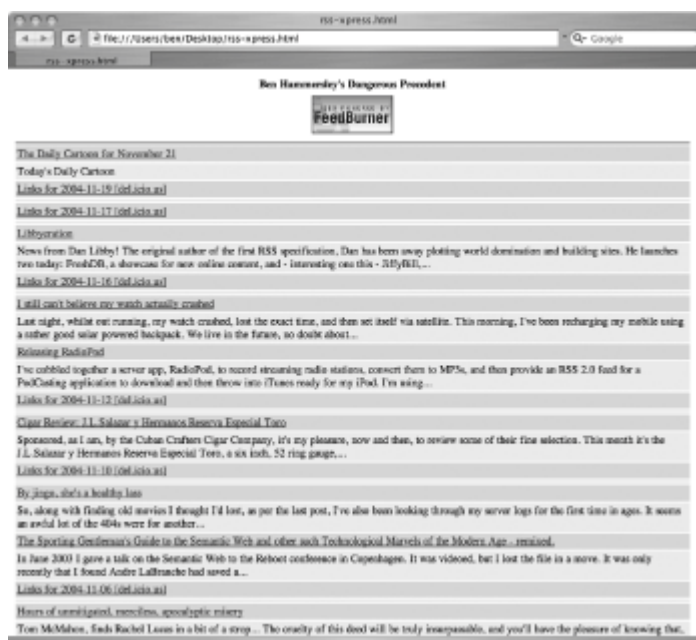 rss-xpress.html
file:///Users/ben/Desktop/rss-xpress.html
Google
rss-xpress.html
Ben Hammersley's Dangerous Precedent
FeedBurner
The Daily Cartoon for November 21
Today's Daily Cartoon
Links for 2004-11-19 [del.icio.us]
Links for 2004-11-17 [del.icio.us]
Libbyeration
News from Dan Libby! The original author of the first RSS specification, Dan has been away plotting world domination and building sites. He launches
two today: FreshDB, a showcase for new online content, and - interesting one this - JiffyBill,...
Links for 2004-11-16 [del.icio.us]
I still can't believe my watch actually crashed
Last night, whilst out running, my watch crashed, lost the exact time, and then set itself via satellite. This morning, I've been recharging my mobile using
a rather good solar powered backpack. We live in the future, no doubt about...
Releasing RadioPod
I've cobbled together a server app, RadioPod, to record streaming radio stations, convert them to MP3s, and then provide an RSS 2.0 feed for a
PodCasting application to download and then throw into iTunes ready for my iPod. I'm using...
Links for 2004-11-12 [del.icio.us]
Cigar Review: J.L. Salazar y Hermanos Reserva Especial Toro
Sponsored, as I am, by the Cuban Crafters Cigar Company, it's my pleasure, now and then, to review some of their fine selection. This month it's the
J.L. Salazar y Hermanos Reserva Especial Toro, a six inch, 52 ring gauge,...
Links for 2004-11-10 [del.icio.us]
By jingo, she's a healthy lass
So, along with finding old movies I thought I'd lost, as per the last post, I've also been looking through my server logs for the first time in ages. It seems
an awful lot of the 404s were for another...
The Sporting Gentleman's Guide to the Semantic Web and other such Technological Marvels of the Modern Age - remixed.
In June 2003 I gave a talk on the Semantic Web to the Reboot conference in Copenhagen. It was videoed, but I lost the file in a move. It was only
recently that I found Andre LaBranche had saved a...
Links for 2004-11-06 [del.icio.us]
Hours of unmitigated, merciless, apocalyptic misery
Tom McMahon, finds Rachel Lucas in a bit of a strop... The cruelty of this deed will be truly insurpassable, and you'll have the pleasure of knowing that,